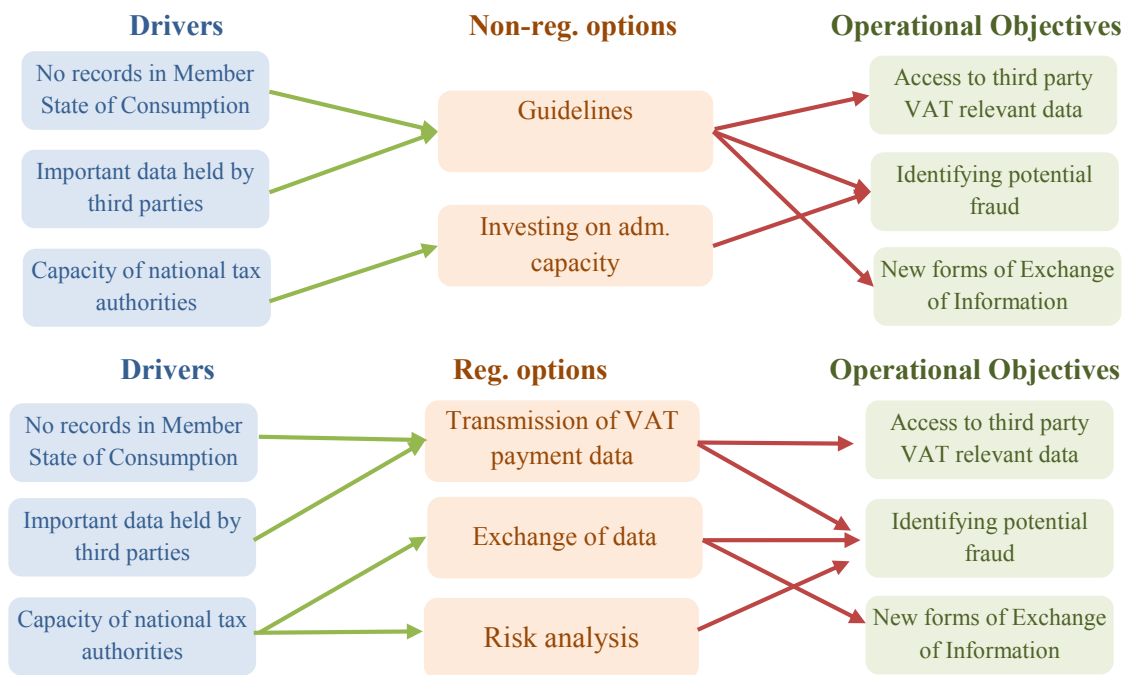 Drivers
Non-reg. options
Operational Objectives
No records in Member
State of Consumption
Guidelines
Access to third party
VAT relevant data
Important data held by
third parties
Identifying potential
fraud
Investing on adm.
capacity
Capacity of national tax
authorities
New forms of Exchange
of Information
Drivers
Reg. options
Operational Objectives
No records in Member
State of Consumption
Transmission of VAT
payment data
Access to third party
VAT relevant data
Important data held by
third parties
Exchange of data
Identifying potential
fraud
Capacity of national tax
authorities
Risk analysis
New forms of Exchange
of Information